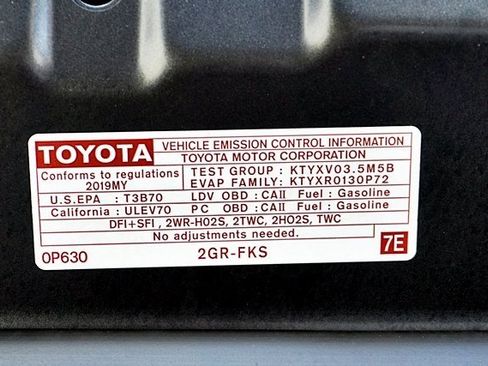 TOYOTA
VEHICLE EMISSION CONTROL INFORMATION
TOYOTA MOTOR CORPORATION
Conforms to regulations
2019MY
TEST GROUP : KTYXV03.5M5B
EVAP FAMILY: KTYXR0130P72
U.S.EPA : T3B70
LDV OBD : CAII Fuel : Gasoline
California : ULEV70
PC OBD : CAII Fuel : Gasoline
DFI+SFI , 2WR-HO2S, 2TWC, 2HO2S, TWC
No adjustments needed.
0P630
2GR-FKS
7E